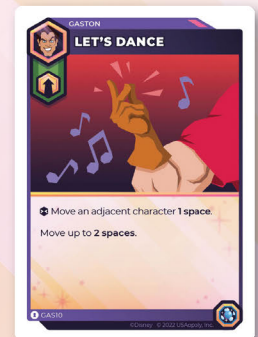 GASTON
LET'S DANCE
Move an adjacent character 1 space.
Move up to 2 spaces.
GAS10
©Disney © 2022 USAopoly, Inc.